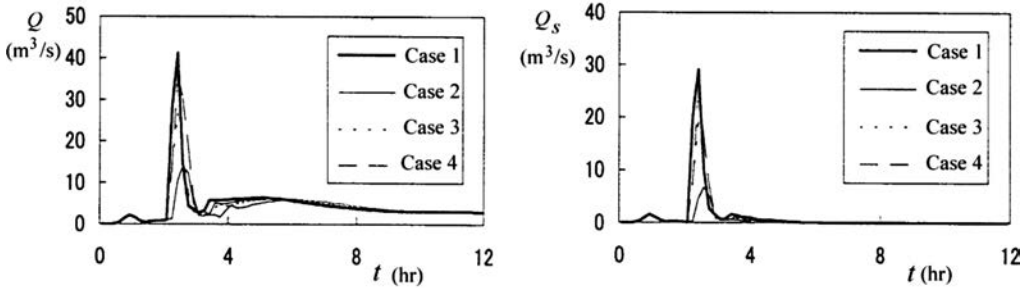 Q
(m³/s)
50
40
30
20
10
0
0 4 8 12
t (hr)
Case 1
Case 2
Case 3
Case 4
Qs
(m³/s)
40
30
20
10
0
0 4 8 12
t (hr)
Case 1
Case 2
Case 3
Case 4